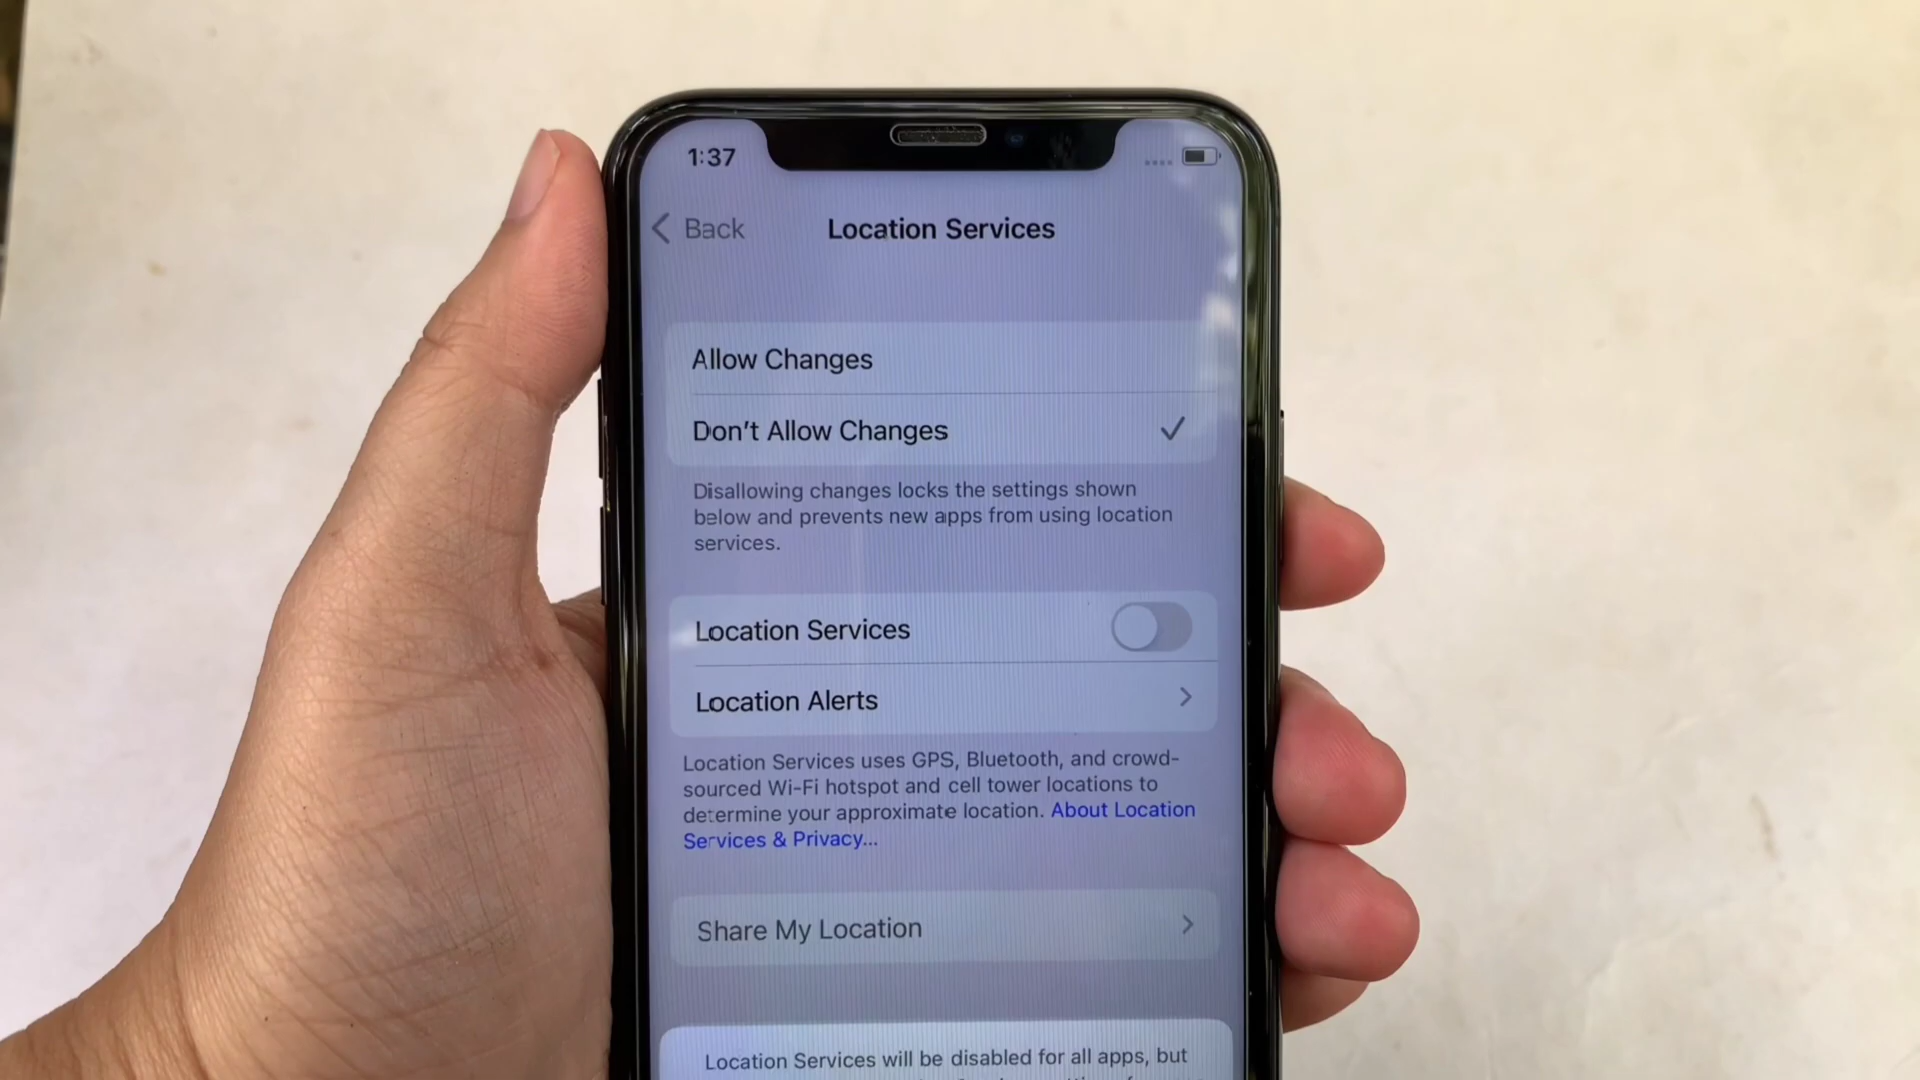 1:37
Back
Location Services
Allow Changes
Don't Allow Changes
Disallowing changes locks the settings shown
below and prevents new apps from using location
services.
Location Services
Location Alerts
Location Services uses GPS, Bluetooth, and crowd-
sourced Wi-Fi hotspot and cell tower locations to
determine your approximate location. About Location
Services & Privacy...
Share My Location
Location Services will be disabled for all apps, but